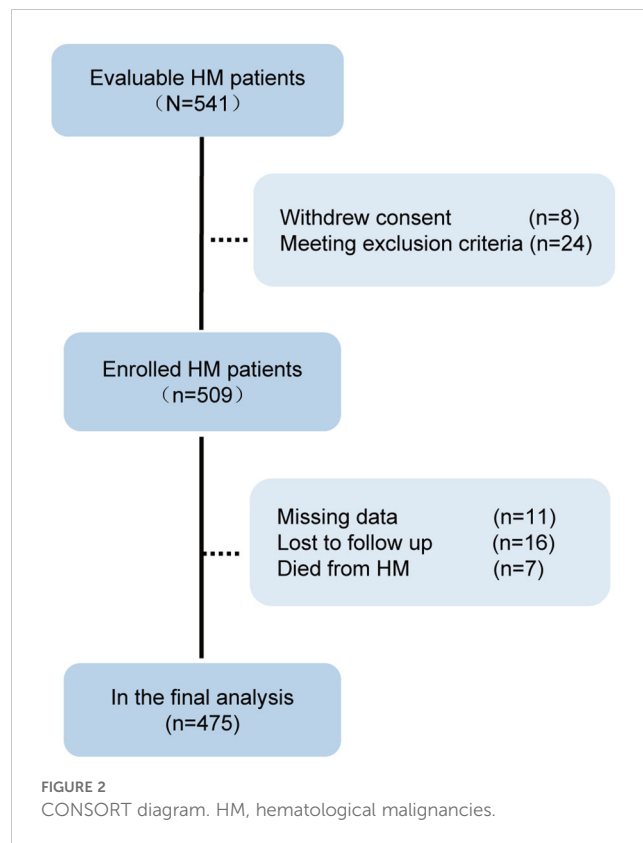 Evaluable HM patients
（N=541）
Withdrew consent (n=8)
Meeting exclusion criteria (n=24)
Enrolled HM patients
（n=509）
Missing data (n=11)
Lost to follow up (n=16)
Died from HM (n=7)
In the final analysis
(n=475)
FIGURE 2
CONSORT diagram. HM, hematological malignancies.